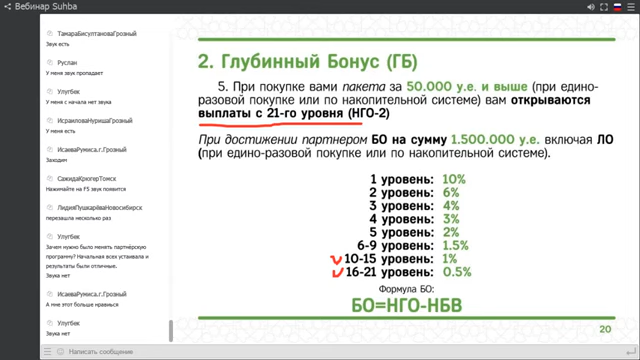 Вебинар Suhba
ТамараБисултановаГрозный
Звук есть
Руслан
У меня звук пропадает
Улугбек
У меня с начала нет звука
ИсраиловаНуришаГрозный
У меня есть
ИсаеваРумиса.г.Грозный
Заходим
СажидаКрюгерТомск
Нажимайте на F5 звук появится
ЛидияПушкарёваНовосибирск
перезашла несколько раз
Улугбек
Зачем нужно было менять партнёрскую
программу? Начальная всех устаивала и
результаты были отличные.
Звука нет
ИсаеваРумиса.г.Грозный
А мне этот больше нравиться
Улугбек
Звука нет
Написать сообщение
2. Глубинный Бонус (ГБ)
5. При покупке вами пакета за 50.000 у.е. и выше (при едино-
разовой покупке или по накопительной системе) вам открываются
выплаты с 21-го уровня (НГО-2)
При достижении партнером БО на сумму 1.500.000 у.е. включая ЛО
(при едино-разовой покупке или по накопительной системе).
1 уровень: 10%
2 уровень: 6%
3 уровень: 4%
4 уровень: 3%
5 уровень: 2%
6-9 уровень: 1.5%
10-15 уровень: 1%
16-21 уровень: 0.5%
Формула БО:
БО=НГО-НБВ
20